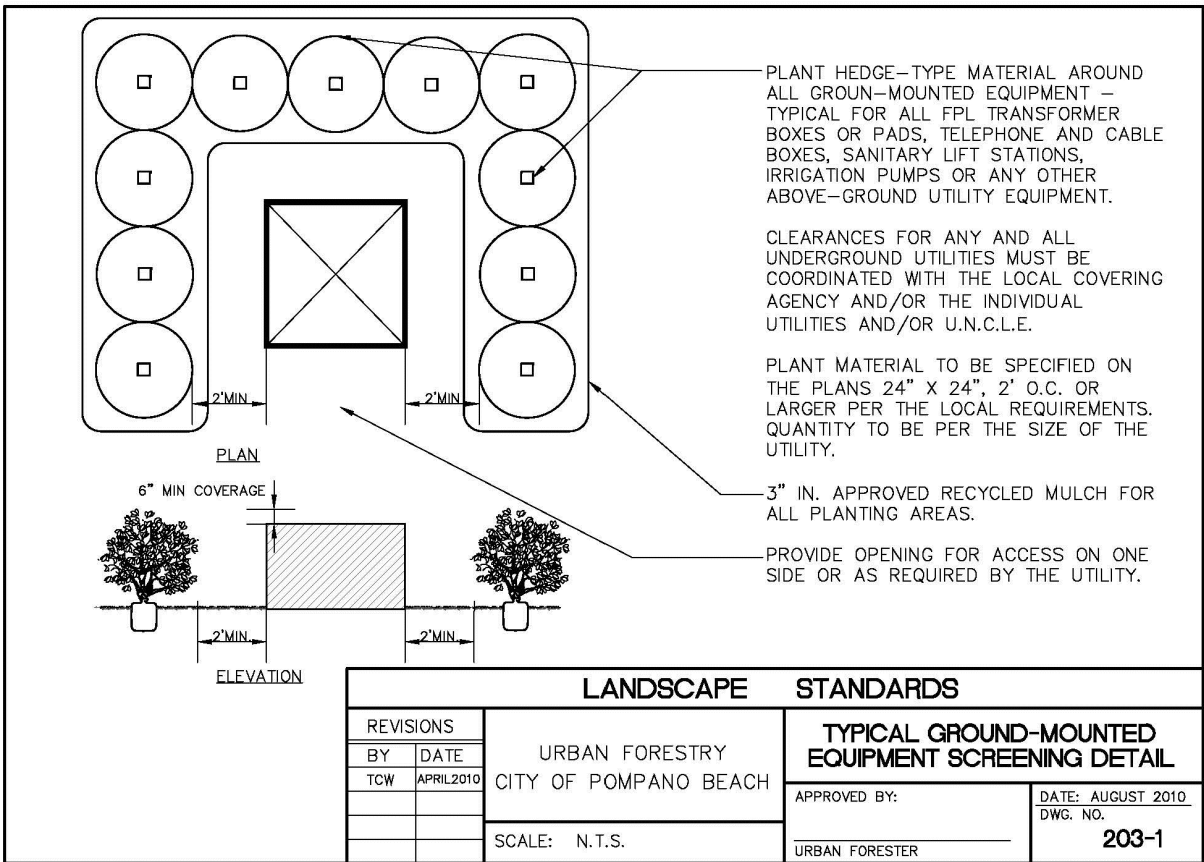 PLANT HEDGE-TYPE MATERIAL AROUND
ALL GROUN-MOUNTED EQUIPMENT –
TYPICAL FOR ALL FPL TRANSFORMER
BOXES OR PADS, TELEPHONE AND CABLE
BOXES, SANITARY LIFT STATIONS,
IRRIGATION PUMPS OR ANY OTHER
ABOVE-GROUND UTILITY EQUIPMENT.
CLEARANCES FOR ANY AND ALL
UNDERGROUND UTILITIES MUST BE
COORDINATED WITH THE LOCAL COVERING
AGENCY AND/OR THE INDIVIDUAL
UTILITIES AND/OR U.N.C.L.E.
PLANT MATERIAL TO BE SPECIFIED ON
THE PLANS 24" X 24", 2' O.C. OR
LARGER PER THE LOCAL REQUIREMENTS.
QUANTITY TO BE PER THE SIZE OF THE
UTILITY.
3" IN. APPROVED RECYCLED MULCH FOR
ALL PLANTING AREAS.
PROVIDE OPENING FOR ACCESS ON ONE
SIDE OR AS REQUIRED BY THE UTILITY.
2'MIN.
2'MIN.
PLAN
6" MIN COVERAGE
2'MIN.
2'MIN.
ELEVATION
LANDSCAPE STANDARDS
REVISIONS
BY DATE
TCW APRIL2010
URBAN FORESTRY
CITY OF POMPANO BEACH
SCALE: N.T.S.
TYPICAL GROUND-MOUNTED
EQUIPMENT SCREENING DETAIL
APPROVED BY:
URBAN FORESTER
DATE: AUGUST 2010
DWG. NO.
203-1